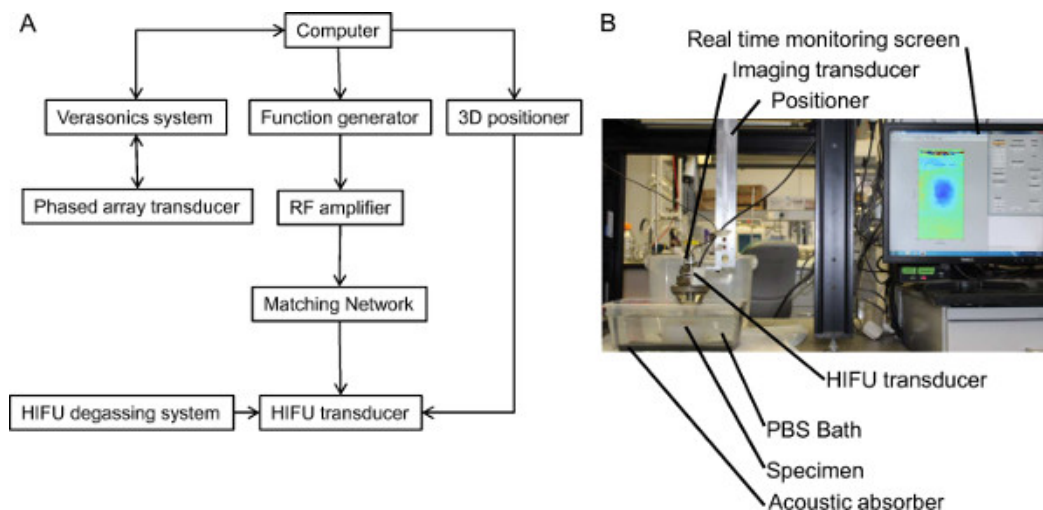 A
Computer
Verasonics system
Function generator
3D positioner
Phased array transducer
RF amplifier
Matching Network
HIFU degassing system
HIFU transducer
B
Real time monitoring screen
Imaging transducer
Positioner
HIFU transducer
PBS Bath
Specimen
Acoustic absorber